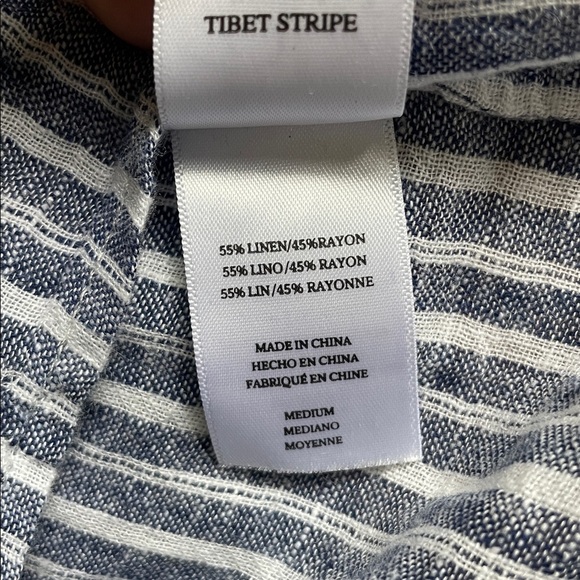 TIBET STRIPE
55% LINEN/45%RAYON
55% LINO/45% RAYON
55% LIN/45% RAYONNE
MADE IN CHINA
HECHO EN CHINA
FABRIQUÉ EN CHINE
MEDIUM
MEDIANO
MOYENNE